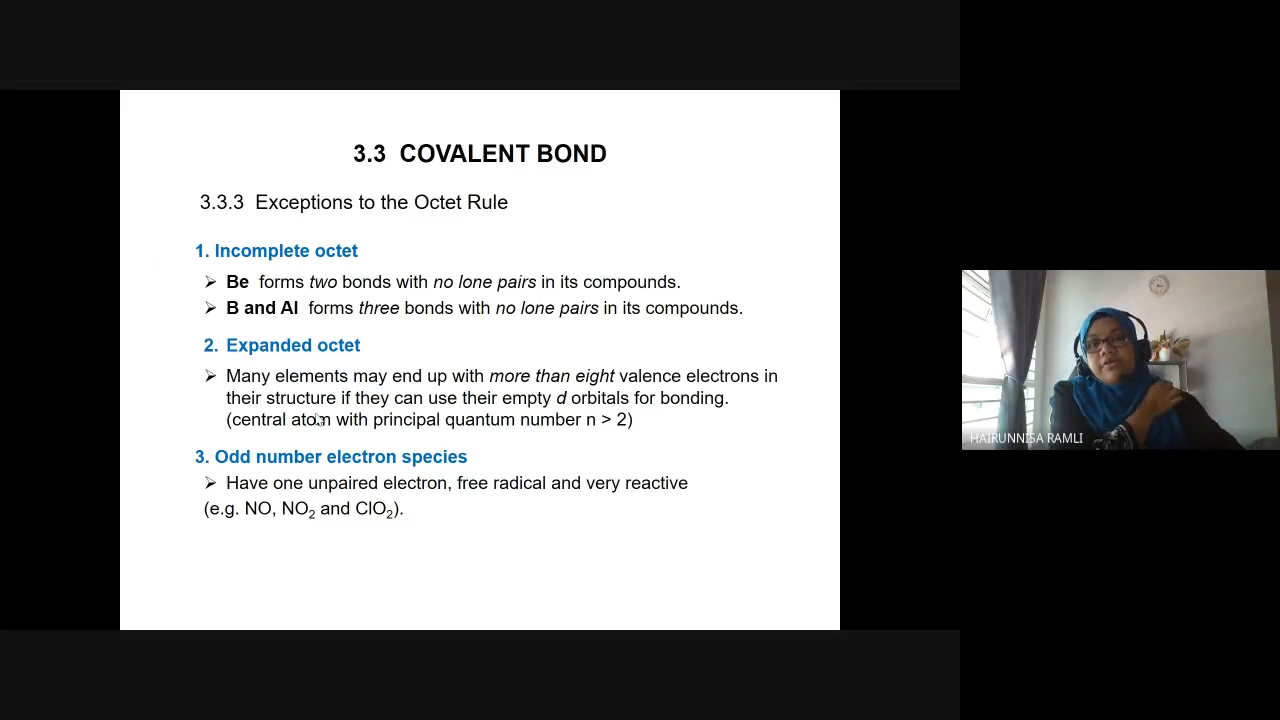 3.3 COVALENT BOND
3.3.3 Exceptions to the Octet Rule
1. Incomplete octet
➢ Be forms two bonds with no lone pairs in its compounds.
➢ B and Al forms three bonds with no lone pairs in its compounds.
2. Expanded octet
➢ Many elements may end up with more than eight valence electrons in
their structure if they can use their empty d orbitals for bonding.
(central atom with principal quantum number n > 2)
3. Odd number electron species
➢ Have one unpaired electron, free radical and very reactive
(e.g. NO, NO₂ and ClO₂).
HAIRUNNISA RAMLI